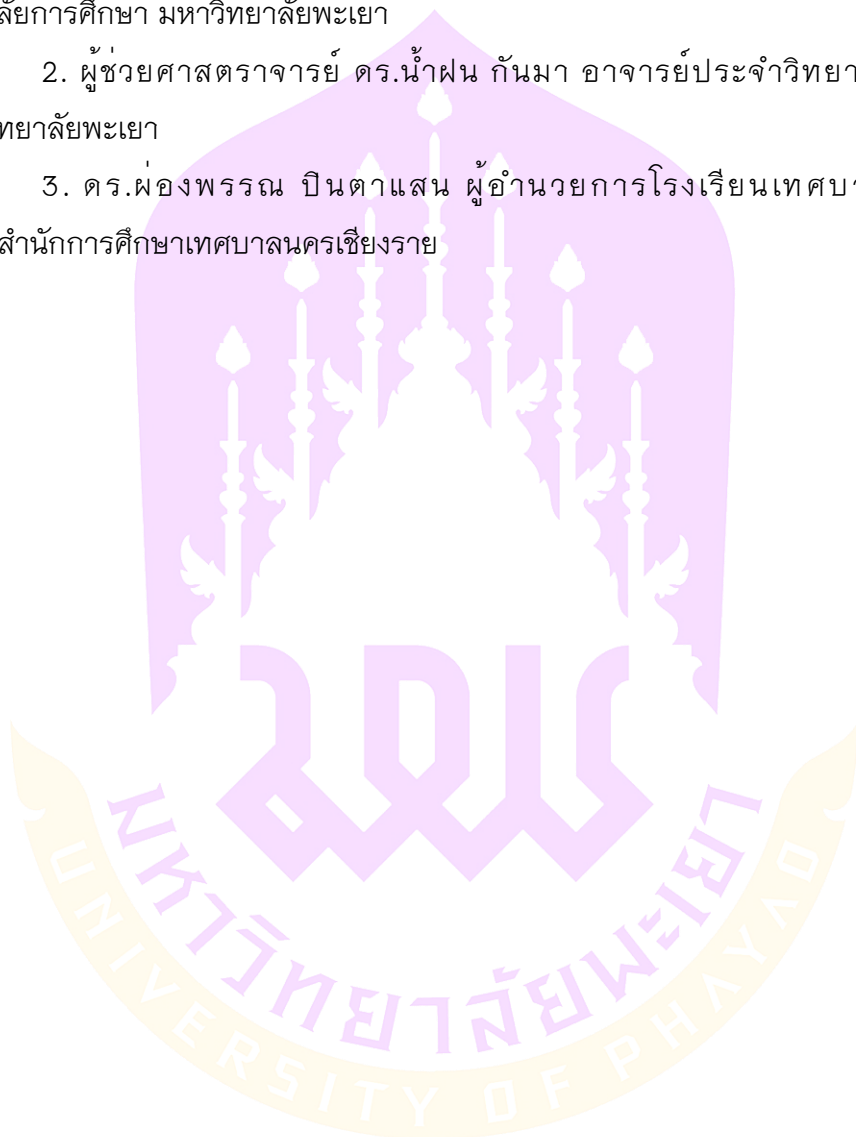 ลัยการศึกษา มหาวิทยาลัยพะเยา
2. ผู้ช่วยศาสตราจารย์ ดร.น้ำฝน กันมา อาจารย์ประจำวิทยา
ทยาลัยพะเยา
3. ดร.ผ่องพรรณ ปินตาแสน ผู้อำนวยการโรงเรียนเทศบา
สำนักการศึกษาเทศบาลนครเชียงราย
มพ
มหาวิทยาลัยพะเยา
UNIVERSITY OF PHAYAO